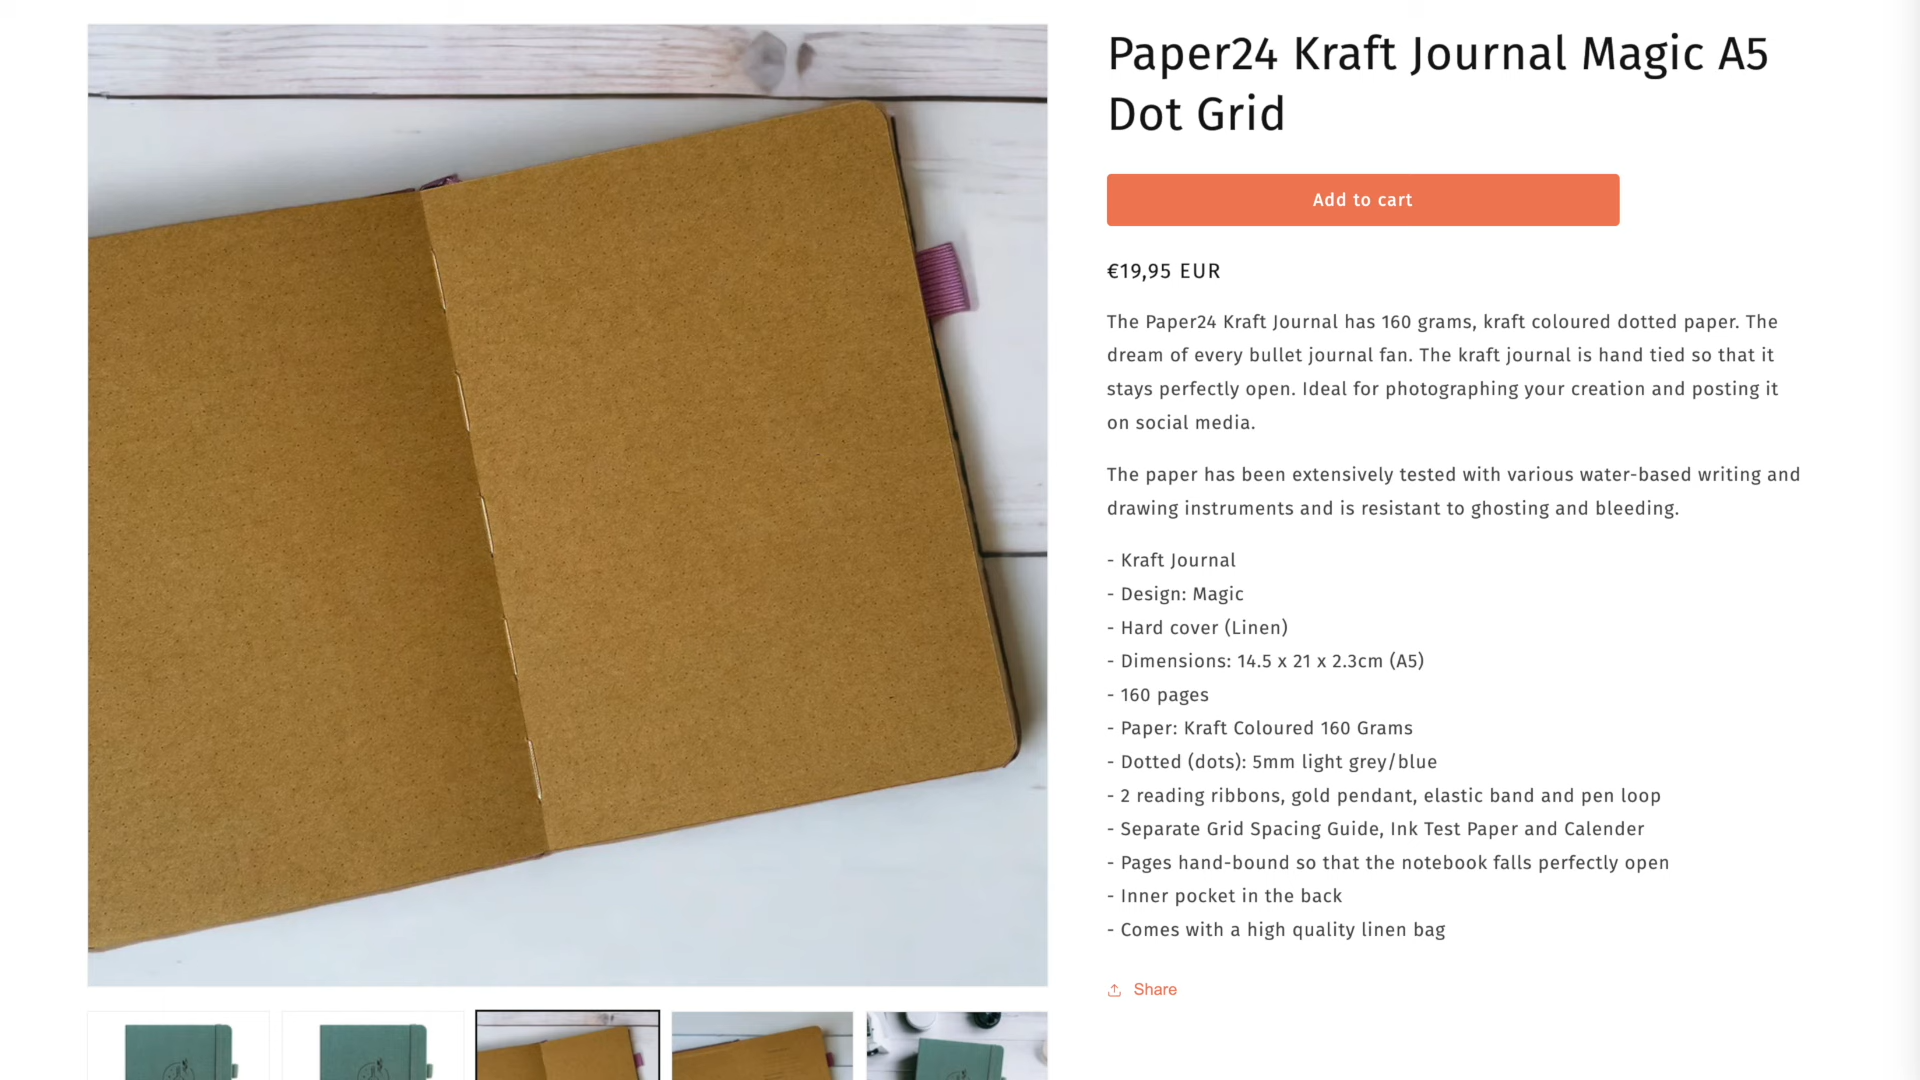 Paper24 Kraft Journal Magic A5
Dot Grid
Add to cart
€19,95 EUR
The Paper24 Kraft Journal has 160 grams, kraft coloured dotted paper. The
dream of every bullet journal fan. The kraft journal is hand tied so that it
stays perfectly open. Ideal for photographing your creation and posting it
on social media.
The paper has been extensively tested with various water-based writing and
drawing instruments and is resistant to ghosting and bleeding.
- Kraft Journal
- Design: Magic
- Hard cover (Linen)
- Dimensions: 14.5 x 21 x 2.3cm (A5)
- 160 pages
- Paper: Kraft Coloured 160 Grams
- Dotted (dots): 5mm light grey/blue
- 2 reading ribbons, gold pendant, elastic band and pen loop
- Separate Grid Spacing Guide, Ink Test Paper and Calender
- Pages hand-bound so that the notebook falls perfectly open
- Inner pocket in the back
- Comes with a high quality linen bag
Share